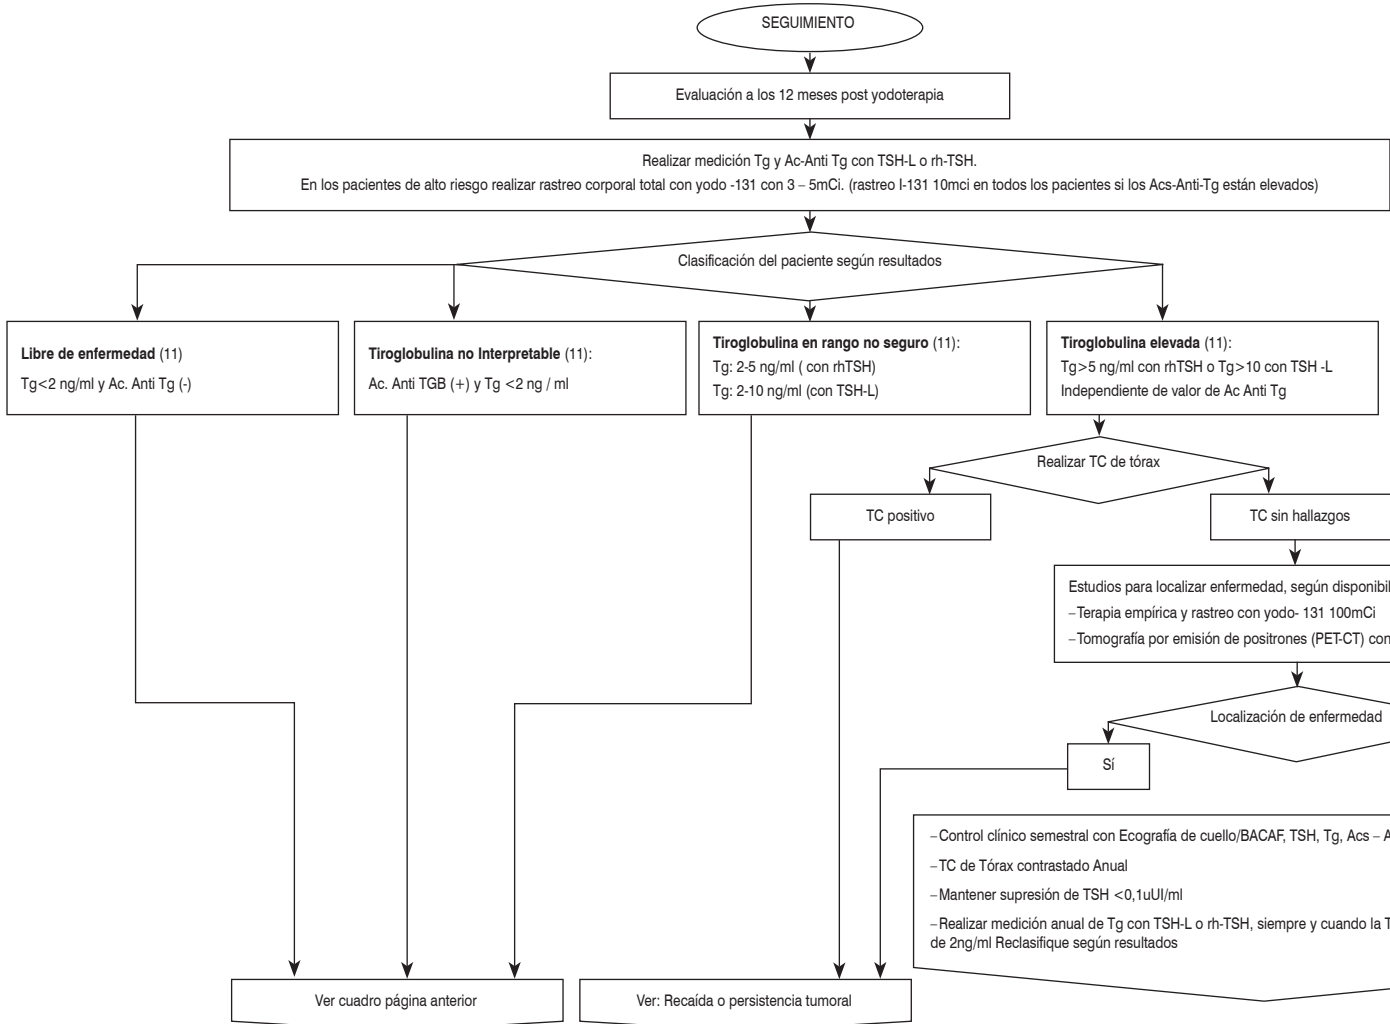 SEGUIMIENTO
Evaluación a los 12 meses post yodoterapia
Realizar medición Tg y Ac-Anti Tg con TSH-L o rh-TSH.
En los pacientes de alto riesgo realizar rastreo corporal total con yodo -131 con 3 – 5mCi. (rastreo I-131 10mci en todos los pacientes si los Acs-Anti-Tg están elevados)
Clasificación del paciente según resultados
Libre de enfermedad (11)
Tg<2 ng/ml y Ac. Anti Tg (-)
Tiroglobulina no Interpretable (11):
Ac. Anti TGB (+) y Tg <2 ng / ml
Tiroglobulina en rango no seguro (11):
Tg: 2-5 ng/ml ( con rhTSH)
Tg: 2-10 ng/ml (con TSH-L)
Tiroglobulina elevada (11):
Tg>5 ng/ml con rhTSH o Tg>10 con TSH -L
Independiente de valor de Ac Anti Tg
Realizar TC de tórax
TC positivo
TC sin hallazgos
Estudios para localizar enfermedad, según
–Terapia empírica y rastreo con yodo- 131 100mCi
–Tomografía por emisión de positrones (PET-CT) con
Localización de enfermedad
Sí
–Control clínico semestral con Ecografía de cuello/BACAF, TSH, Tg, Acs –
–TC de Tórax contrastado Anual
–Mantener supresión de TSH <0,1uUI/ml
–Realizar medición anual de Tg con TSH-L o rh-TSH, siempre y cuando la
de 2ng/ml Reclasifique según resultados
Ver cuadro página anterior
Ver: Recaída o persistencia tumoral